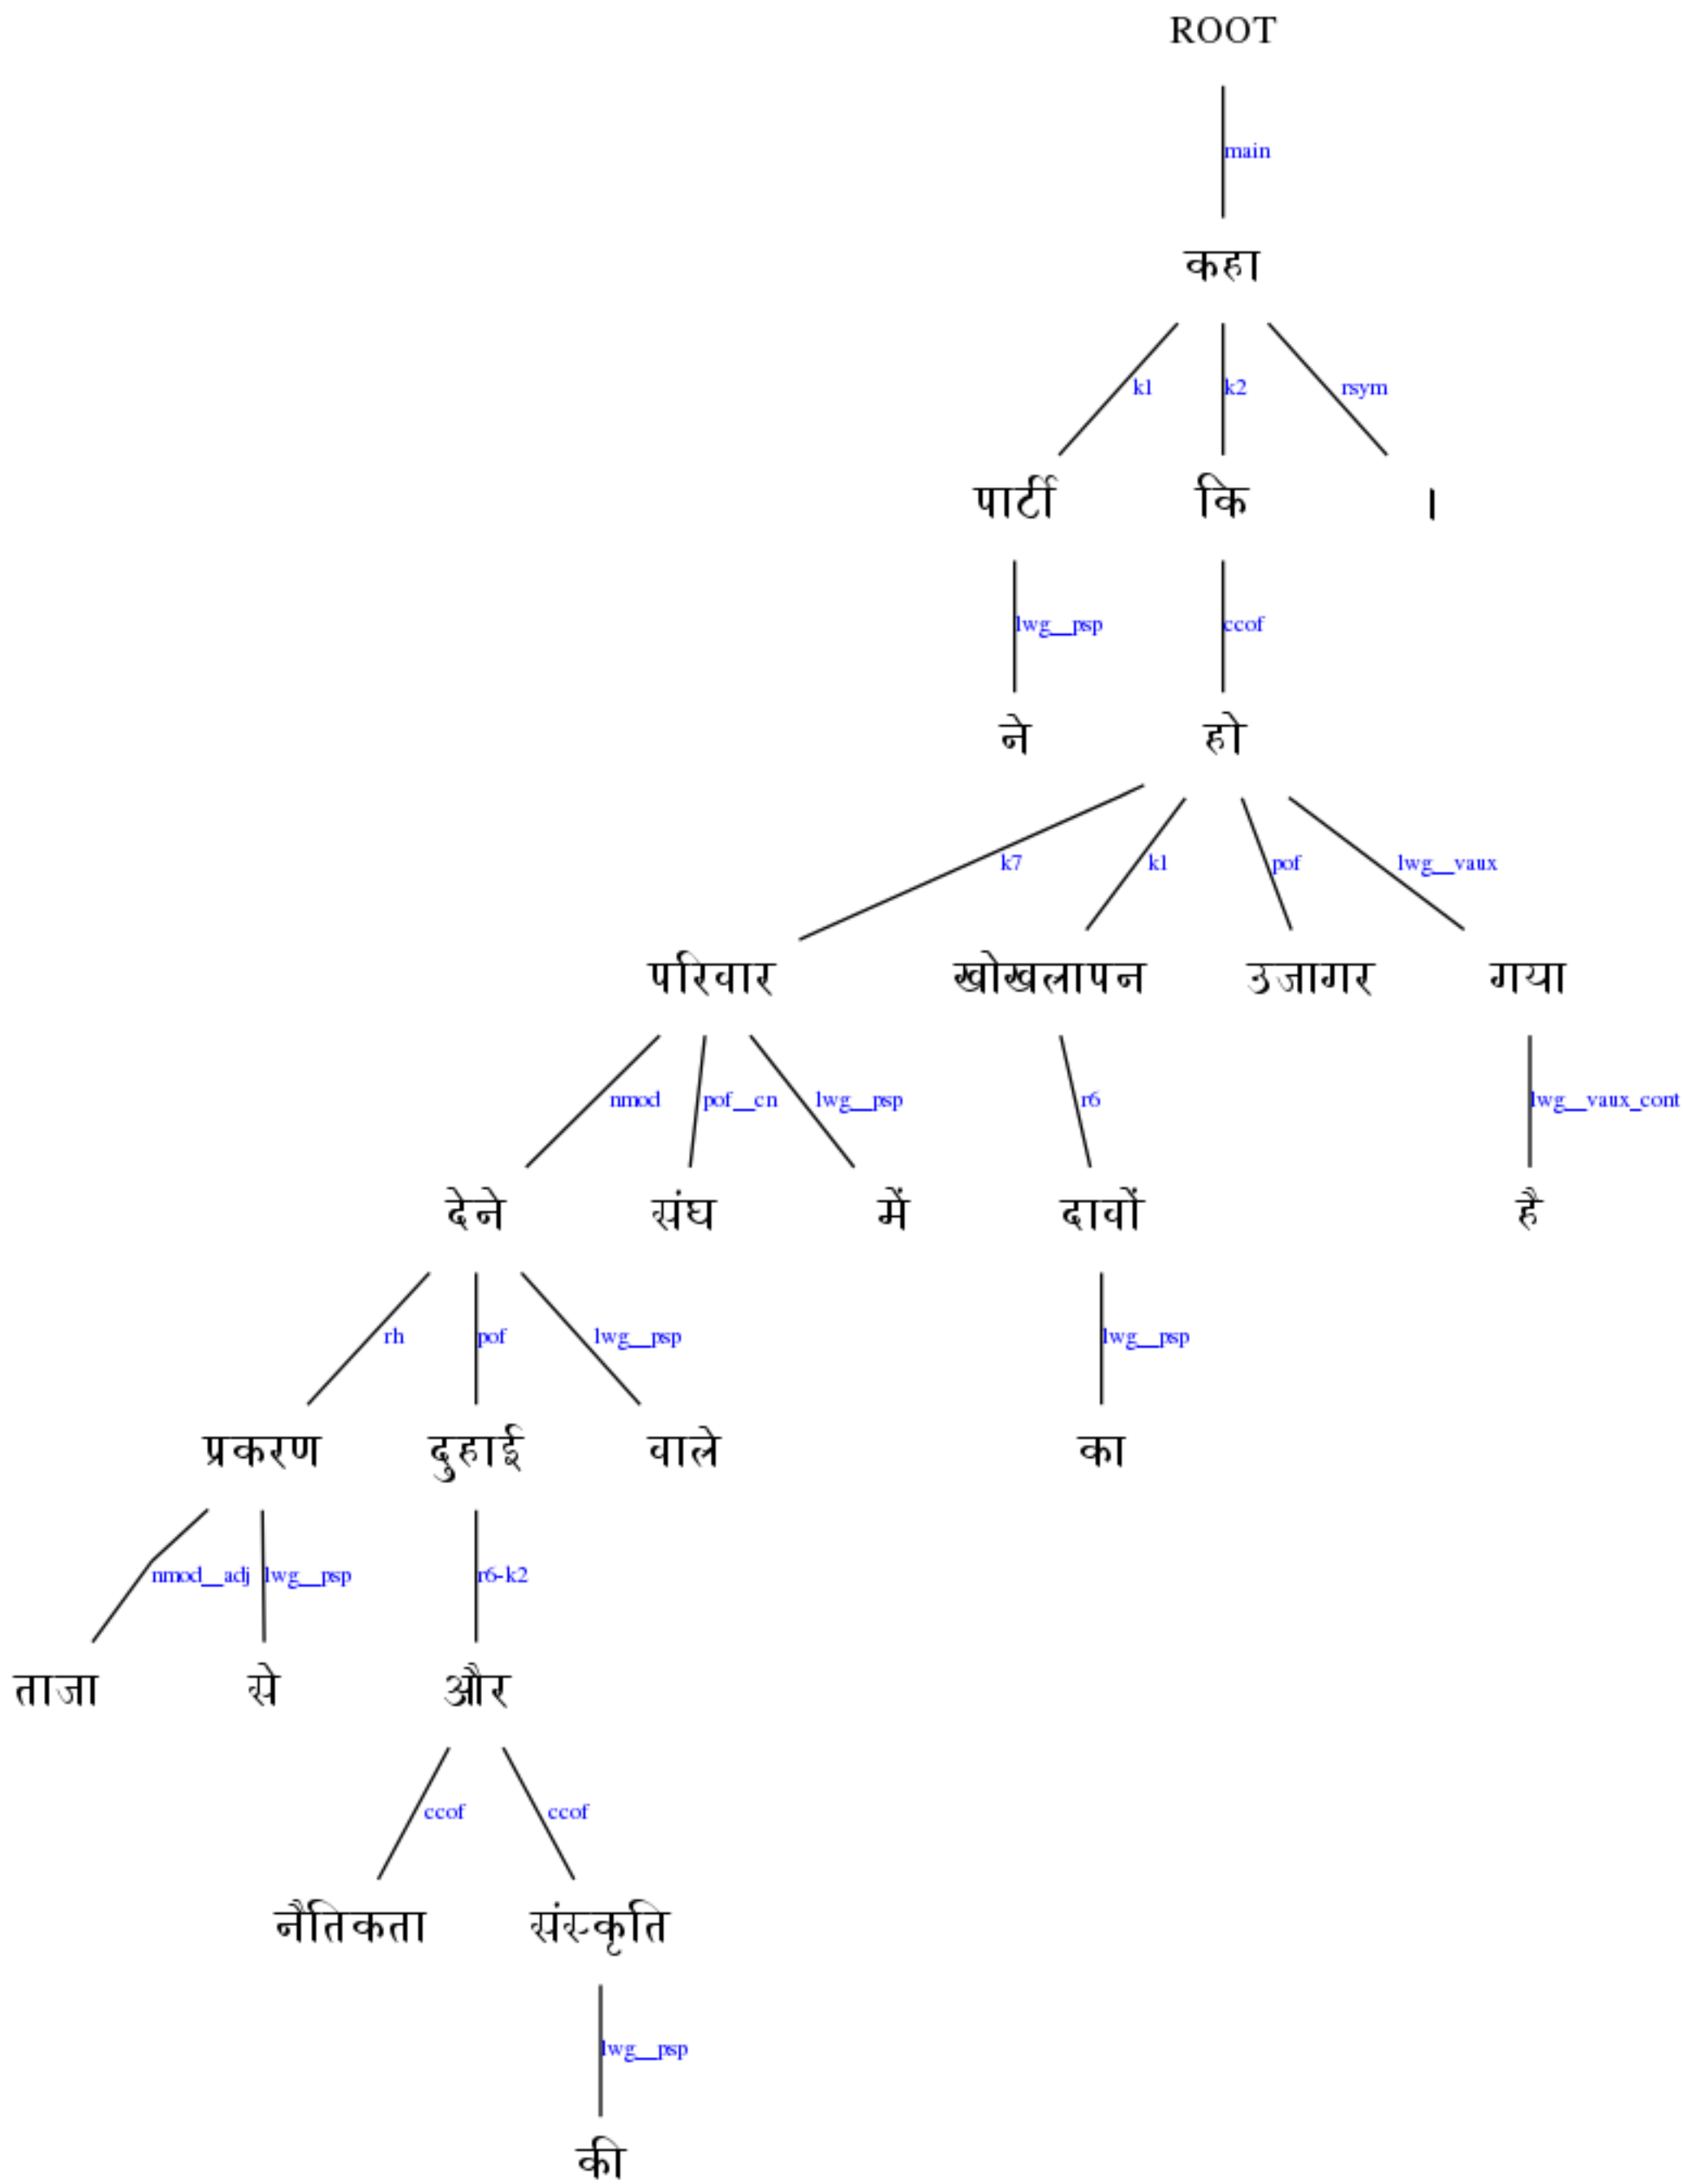 ROOT
main
कहा
k1 k2 rsym
पार्टी कि ।
lwg__psp ccof
ने हो
k7 k1 pof lwg__vaux
परिवार खोखलापन उजागर गया
nmod pof__cn lwg__psp r6 lwg__vaux_cont
देने संघ में दावों है
rh pof lwg__psp lwg__psp
प्रकरण दुहाई वाले का
nmod__adj lwg__psp r6-k2
ताजा से और
ccof ccof
नैतिकता संस्कृति
lwg__psp
की